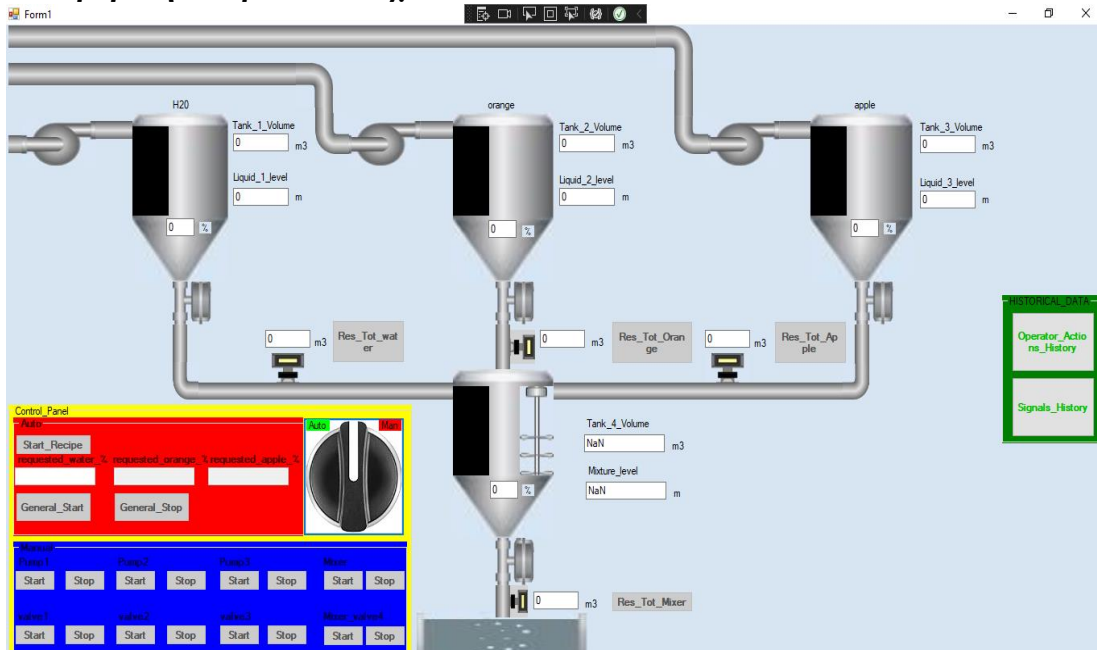 Form1
H20
orange
apple
Tank_1_Volume
0 m3
Tank_2_Volume
0 m3
Tank_3_Volume
0 m3
Liquid_1_level
0 m
Liquid_2_level
0 m
Liquid_3_level
0 m
0 %
0 %
0 %
0 m3
Res_Tot_wat
er
0 m3
Res_Tot_Oran
ge
0 m3
Res_Tot_Ap
ple
HISTORICAL_DATA
Operator_Actio
ns_History
Signals_History
Control_Panel
Auto
Start_Recipe
requested_water_% requested_orange_% requested_apple_%
General_Start General_Stop
Auto Man
Tank_4_Volume
NaN m3
Mixture_level
NaN m
0 %
Manual
Pump1 Pump2 Pump3 Mixer
Start Stop Start Stop Start Stop Start Stop
valve1 valve2 valve3 Mixer_valve4
Start Stop Start Stop Start Stop Start Stop
0 m3 Res_Tot_Mixer